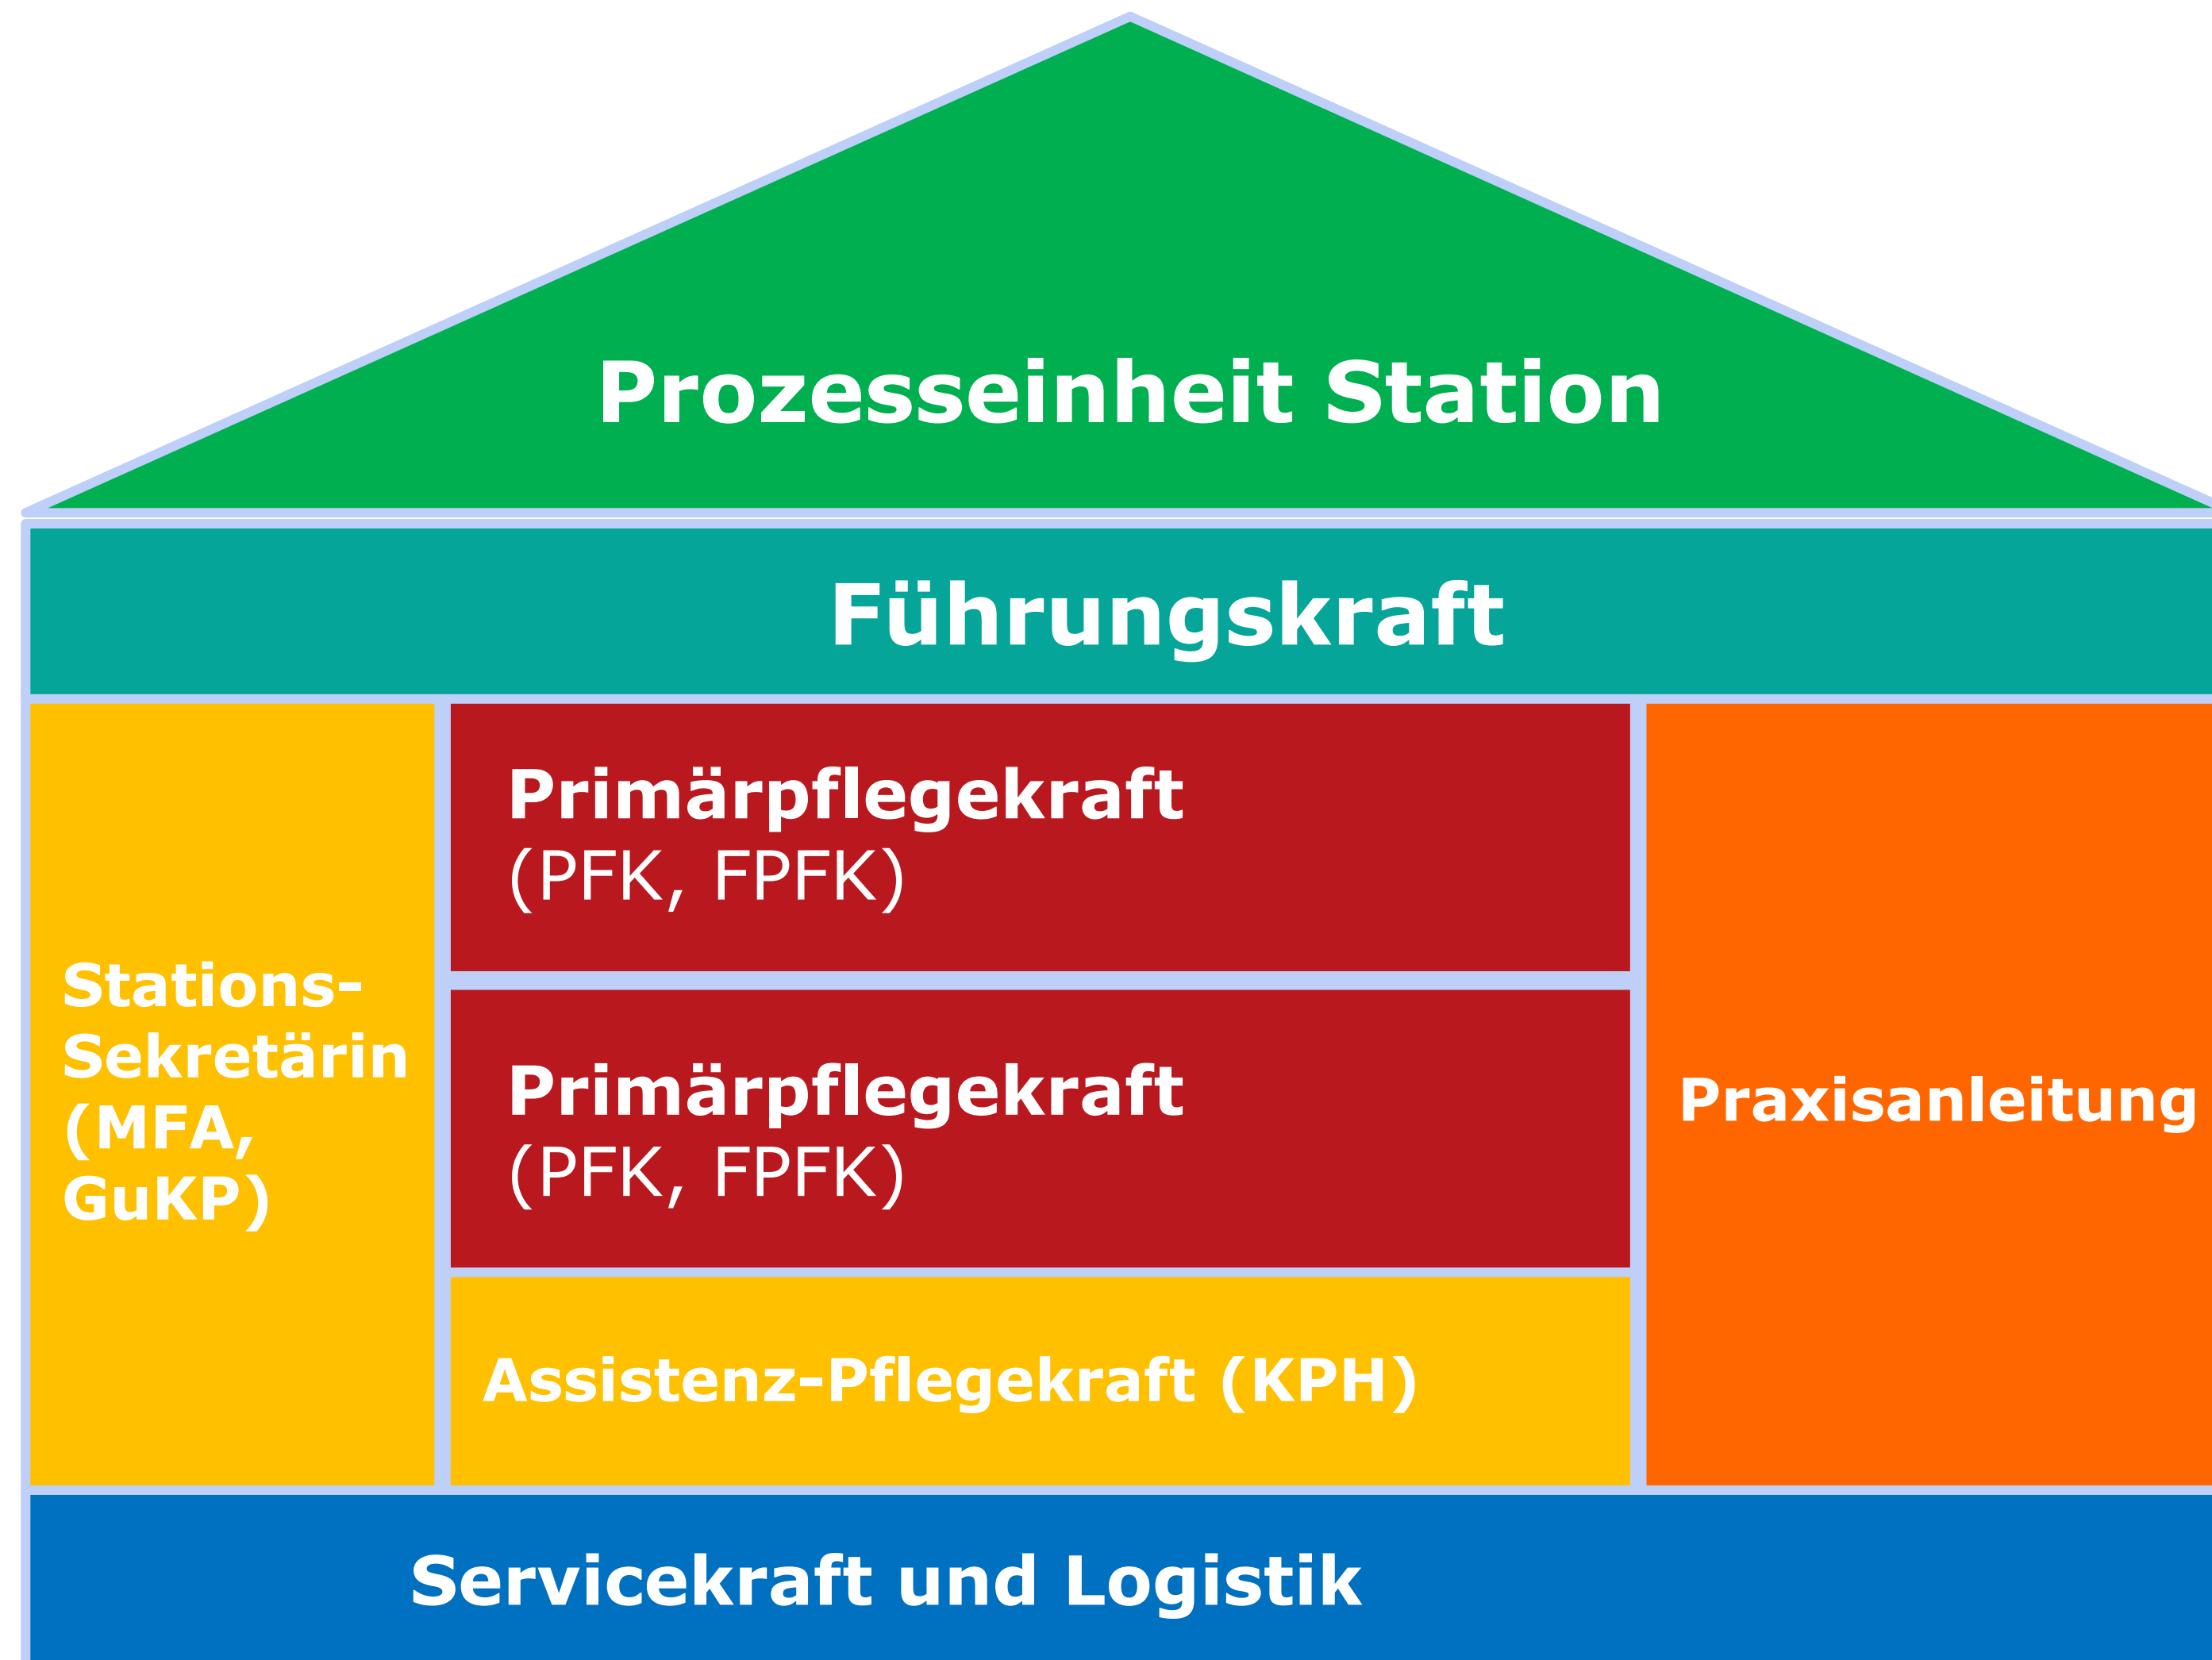 Prozesseinheit Station
Führungskraft
Stations-
Sekretärin
(MFA,
GuKP)
Primärpflegekraft
(PFK, FPFK)
Primärpflegekraft
(PFK, FPFK)
Assistenz-Pflegekraft (KPH)
Praxisanleitung
Servicekraft und Logistik